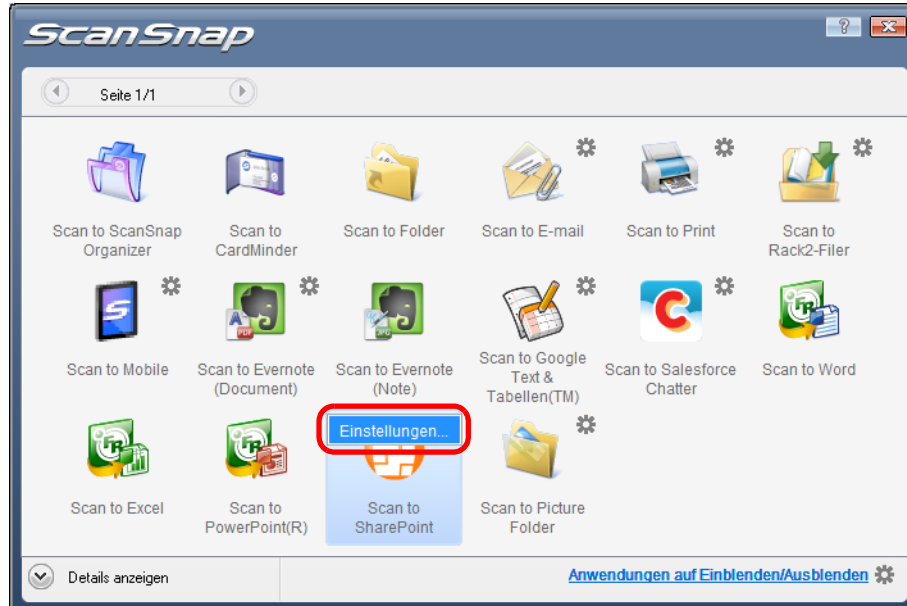 ScanSnap
Seite 1/1
Scan to ScanSnap
Organizer
Scan to
CardMinder
Scan to Folder
Scan to E-mail
Scan to Print
Scan to
Rack2-Filer
Scan to Mobile
Scan to Evernote
(Document)
Scan to Evernote
(Note)
Scan to Google
Text &
Tabellen(TM)
Scan to Salesforce
Chatter
Scan to Word
Einstellungen...
Scan to Excel
Scan to
PowerPoint(R)
Scan to
SharePoint
Scan to Picture
Folder
Details anzeigen
Anwendungen auf Einblenden/Ausblenden